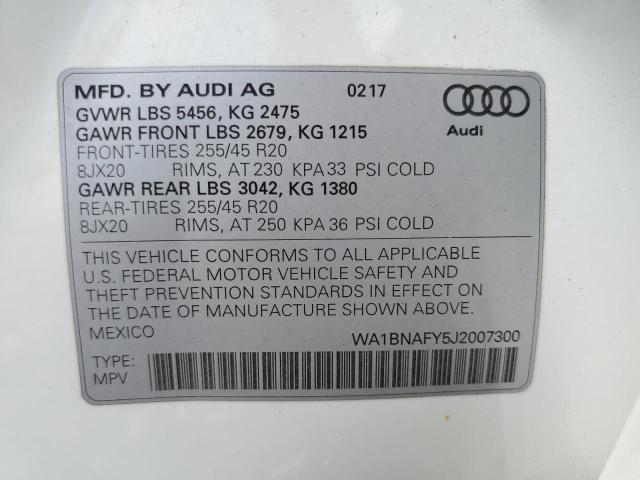 MFD. BY AUDI AG 0217
GVWR LBS 5456, KG 2475
GAWR FRONT LBS 2679, KG 1215
Audi
FRONT-TIRES 255/45 R20
8JX20 RIMS, AT 230 KPA 33 PSI COLD
GAWR REAR LBS 3042, KG 1380
REAR-TIRES 255/45 R20
8JX20 RIMS, AT 250 KPA 36 PSI COLD
THIS VEHICLE CONFORMS TO ALL APPLICABLE
U.S. FEDERAL MOTOR VEHICLE SAFETY AND
THEFT PREVENTION STANDARDS IN EFFECT ON
DATE OF MANUFACTURE SHOWN ABOVE.
MEXICO WA1BNAFY5J2007300
TYPE:
MPV